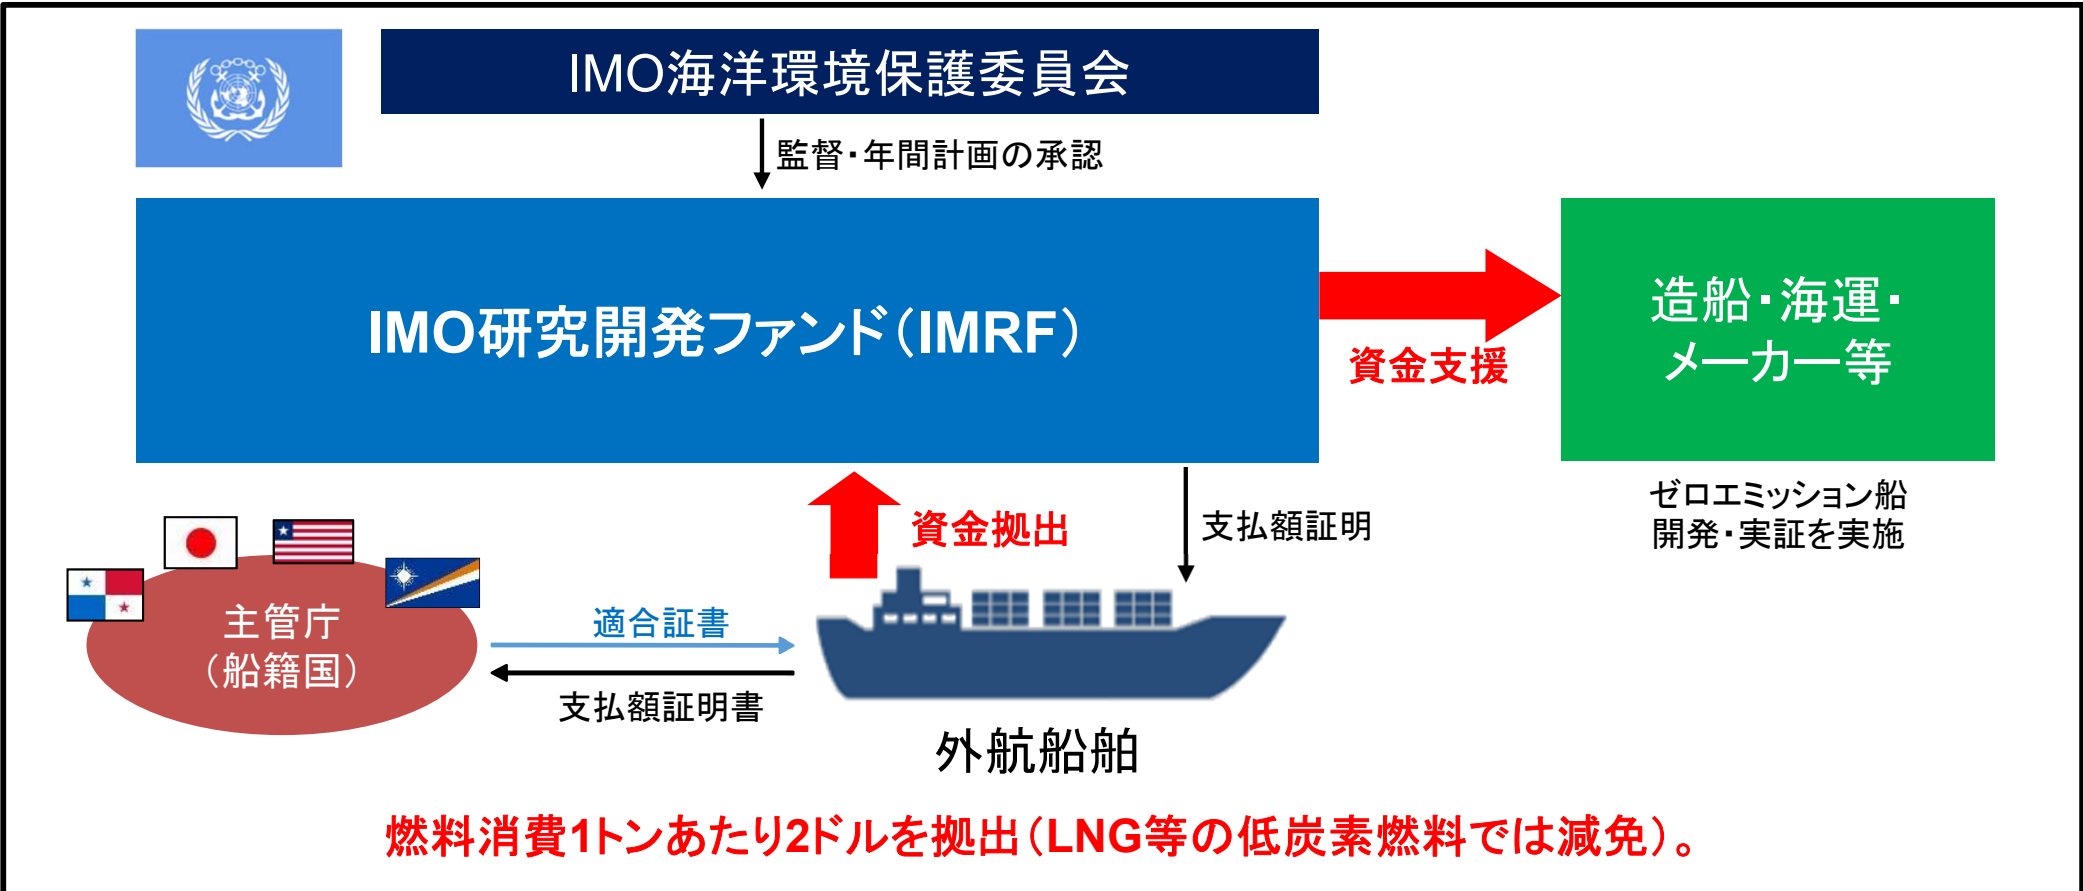 IMO海洋環境保護委員会
監督・年間計画の承認
IMO研究開発ファンド（IMRF）
資金支援
造船・海運・
メーカー等
ゼロエミッション船
開発・実証を実施
資金拠出
支払額証明
主管庁
（船籍国）
適合証書
支払額証明書
外航船舶
燃料消費1トンあたり2ドルを拠出（LNG等の低炭素燃料では減免）。